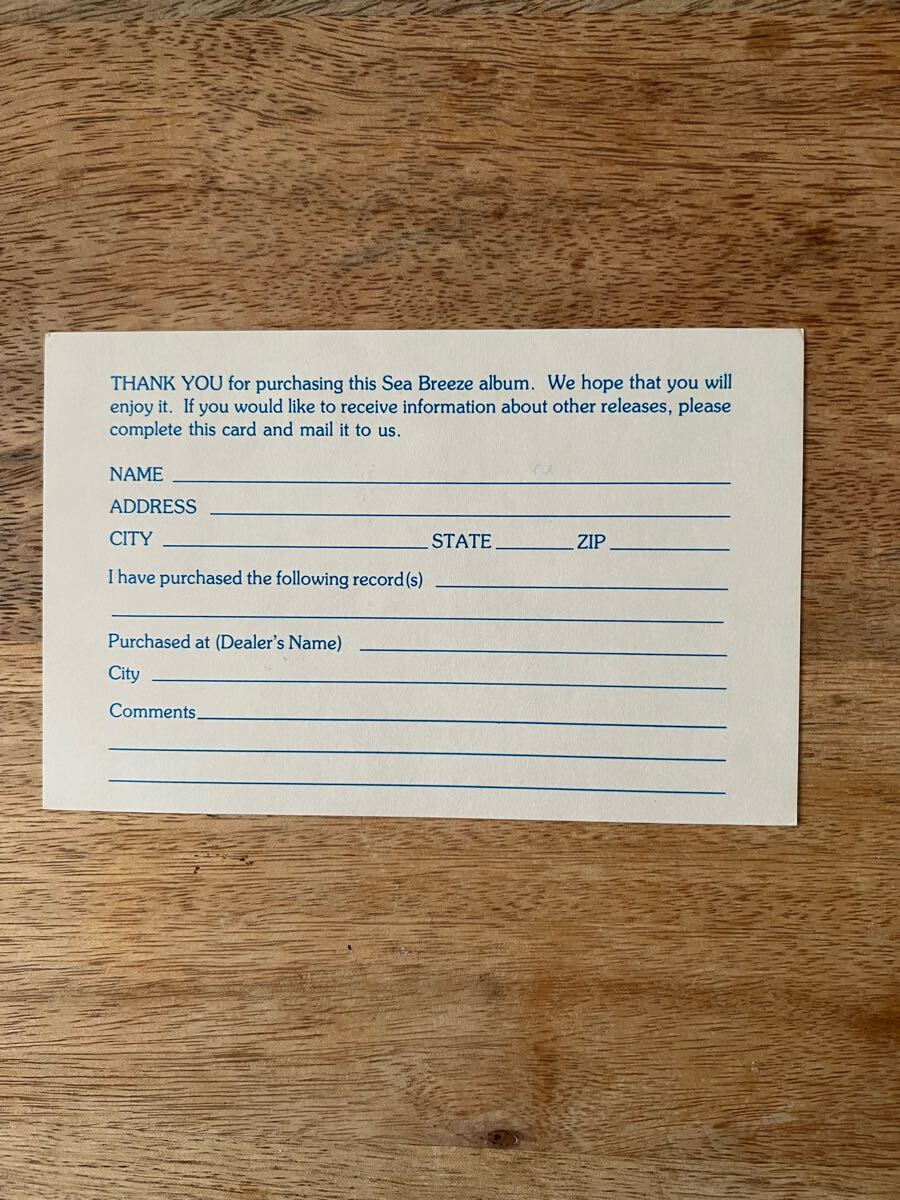 THANK YOU for purchasing this Sea Breeze album. We hope that you will
enjoy it. If you would like to receive information about other releases, please
complete this card and mail it to us.
NAME
ADDRESS
CITY STATE ZIP
I have purchased the following record(s)
Purchased at (Dealer's Name)
City
Comments